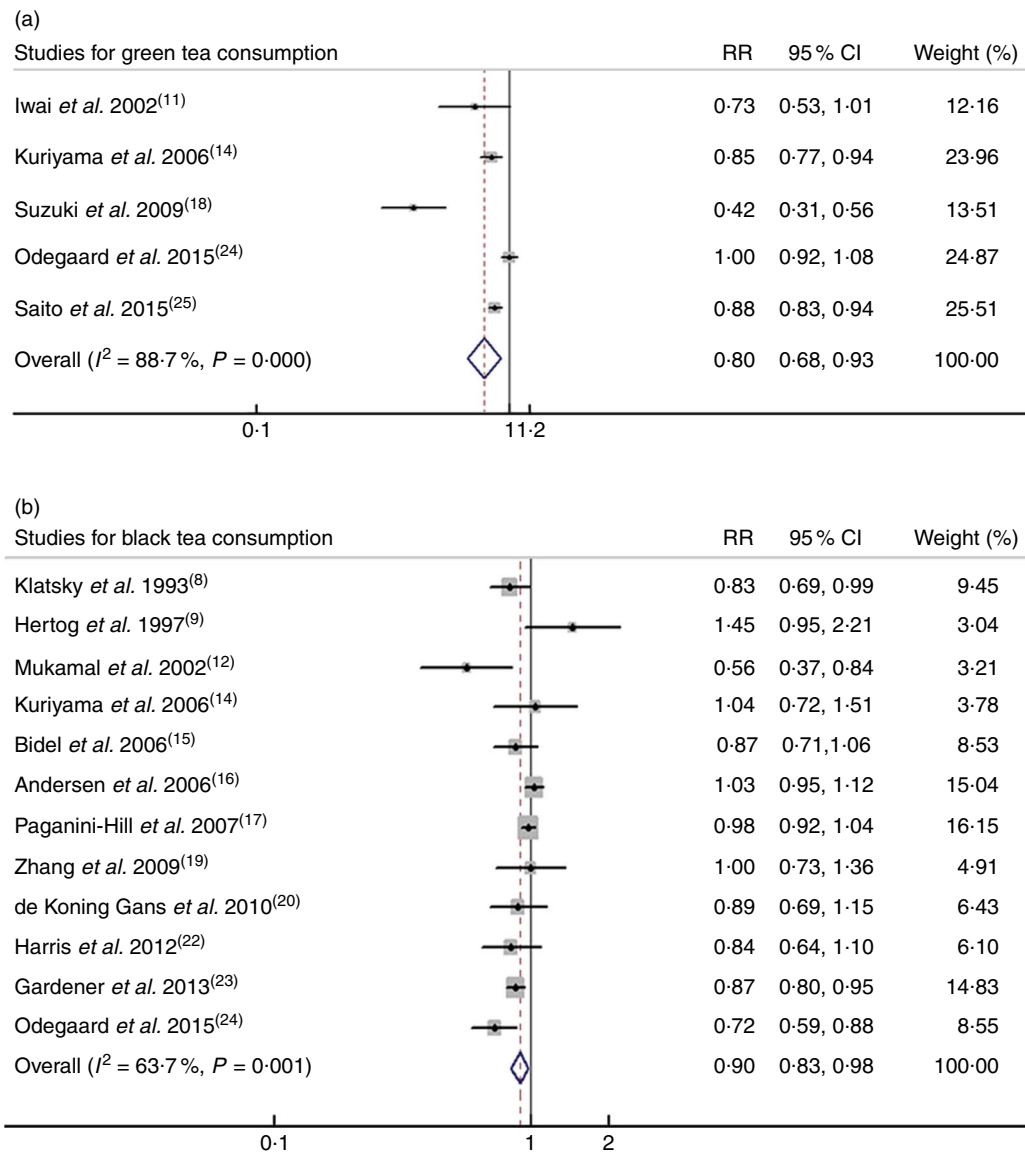 (a)
Studies for green tea consumption RR 95 % CI Weight (%)
Iwai et al. 2002(11) 0·73 0·53, 1·01 12·16
Kuriyama et al. 2006(14) 0·85 0·77, 0·94 23·96
Suzuki et al. 2009(18) 0·42 0·31, 0·56 13·51
Odegaard et al. 2015(24) 1·00 0·92, 1·08 24·87
Saito et al. 2015(25) 0·88 0·83, 0·94 25·51
Overall (I2 = 88·7 %, P = 0·000) 0·80 0·68, 0·93 100·00
0·1 11·2
(b)
Studies for black tea consumption RR 95 % CI Weight (%)
Klatsky et al. 1993(8) 0·83 0·69, 0·99 9·45
Hertog et al. 1997(9) 1·45 0·95, 2·21 3·04
Mukamal et al. 2002(12) 0·56 0·37, 0·84 3·21
Kuriyama et al. 2006(14) 1·04 0·72, 1·51 3·78
Bidel et al. 2006(15) 0·87 0·71,1·06 8·53
Andersen et al. 2006(16) 1·03 0·95, 1·12 15·04
Paganini-Hill et al. 2007(17) 0·98 0·92, 1·04 16·15
Zhang et al. 2009(19) 1·00 0·73, 1·36 4·91
de Koning Gans et al. 2010(20) 0·89 0·69, 1·15 6·43
Harris et al. 2012(22) 0·84 0·64, 1·10 6·10
Gardener et al. 2013(23) 0·87 0·80, 0·95 14·83
Odegaard et al. 2015(24) 0·72 0·59, 0·88 8·55
Overall (I2 = 63·7 %, P = 0·001) 0·90 0·83, 0·98 100·00
0·1 1 2